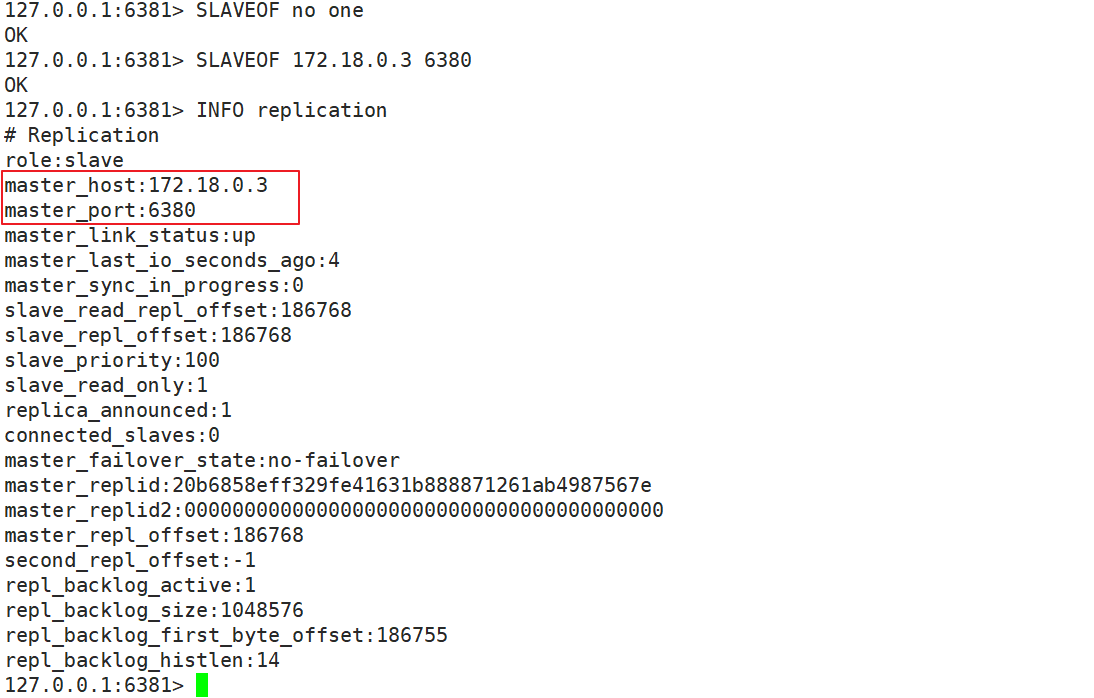 127.0.0.1:6381> SLAVEOF no one
OK
127.0.0.1:6381> SLAVEOF 172.18.0.3 6380
OK
127.0.0.1:6381> INFO replication
# Replication
role:slave
master_host:172.18.0.3
master_port:6380
master_link_status:up
master_last_io_seconds_ago:4
master_sync_in_progress:0
slave_read_repl_offset:186768
slave_repl_offset:186768
slave_priority:100
slave_read_only:1
replica_announced:1
connected_slaves:0
master_failover_state:no-failover
master_replid:20b6858eff329fe41631b888871261ab4987567e
master_replid2:0000000000000000000000000000000000000000
master_repl_offset:186768
second_repl_offset:-1
repl_backlog_active:1
repl_backlog_size:1048576
repl_backlog_first_byte_offset:186755
repl_backlog_histlen:14
127.0.0.1:6381>